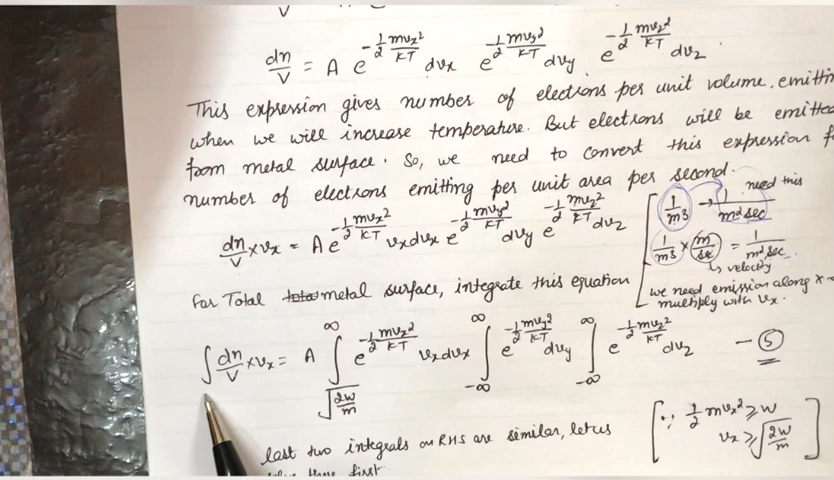 V
dn/V = A e^{-1/2 mvx²/KT} dvx e^{-1/2 mvy²/KT} dvy e^{-1/2 mvz²/KT} dvz.
This expression gives number of electrons per unit volume emittin
when we will increase temperature. But electrons will be emitted
from metal surface. So, we need to convert this expression f
number of electrons emitting per unit area per second.
dn/V × vx = A e^{-1/2 mvx²/KT} vx dvx e^{-1/2 mvy²/KT} dvy e^{-1/2 mvz²/KT} dvz
need this
1/m³ → 1/m² sec
1/m³ × m/sec = 1/m² sec.
↳ velocity
we need emission along x
multiply with vx.
For Total metal surface, integrate this equation
∫ dn/V × vx = A ∫_{√(2w/m)}^{∞} e^{-1/2 mvx²/KT} vx dvx ∫_{-∞}^{∞} e^{-1/2 mvy²/KT} dvy ∫_{-∞}^{∞} e^{-1/2 mvz²/KT} dvz — ⑤
[∵ 1/2 mvx² ≥ w
vx ≥ √(2w/m) ]
last two integrals on RHS are similar, let us
first